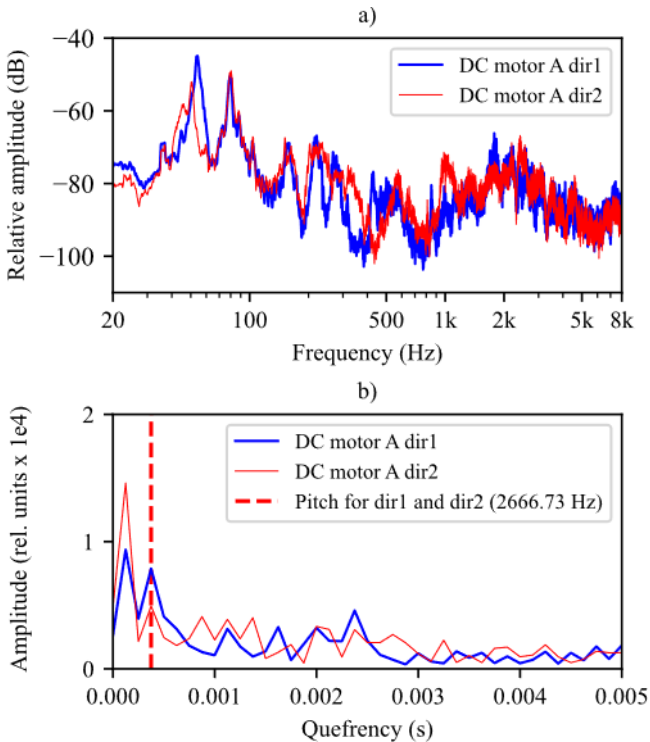 a)
−40
−60
−80
−100
Relative amplitude (dB)
DC motor A dir1
DC motor A dir2
20
100
500
1k
2k
5k
8k
Frequency (Hz)
b)
2
1
0
Amplitude (rel. units x 1e4)
DC motor A dir1
DC motor A dir2
Pitch for dir1 and dir2 (2666.73 Hz)
0.000
0.001
0.002
0.003
0.004
0.005
Quefrency (s)